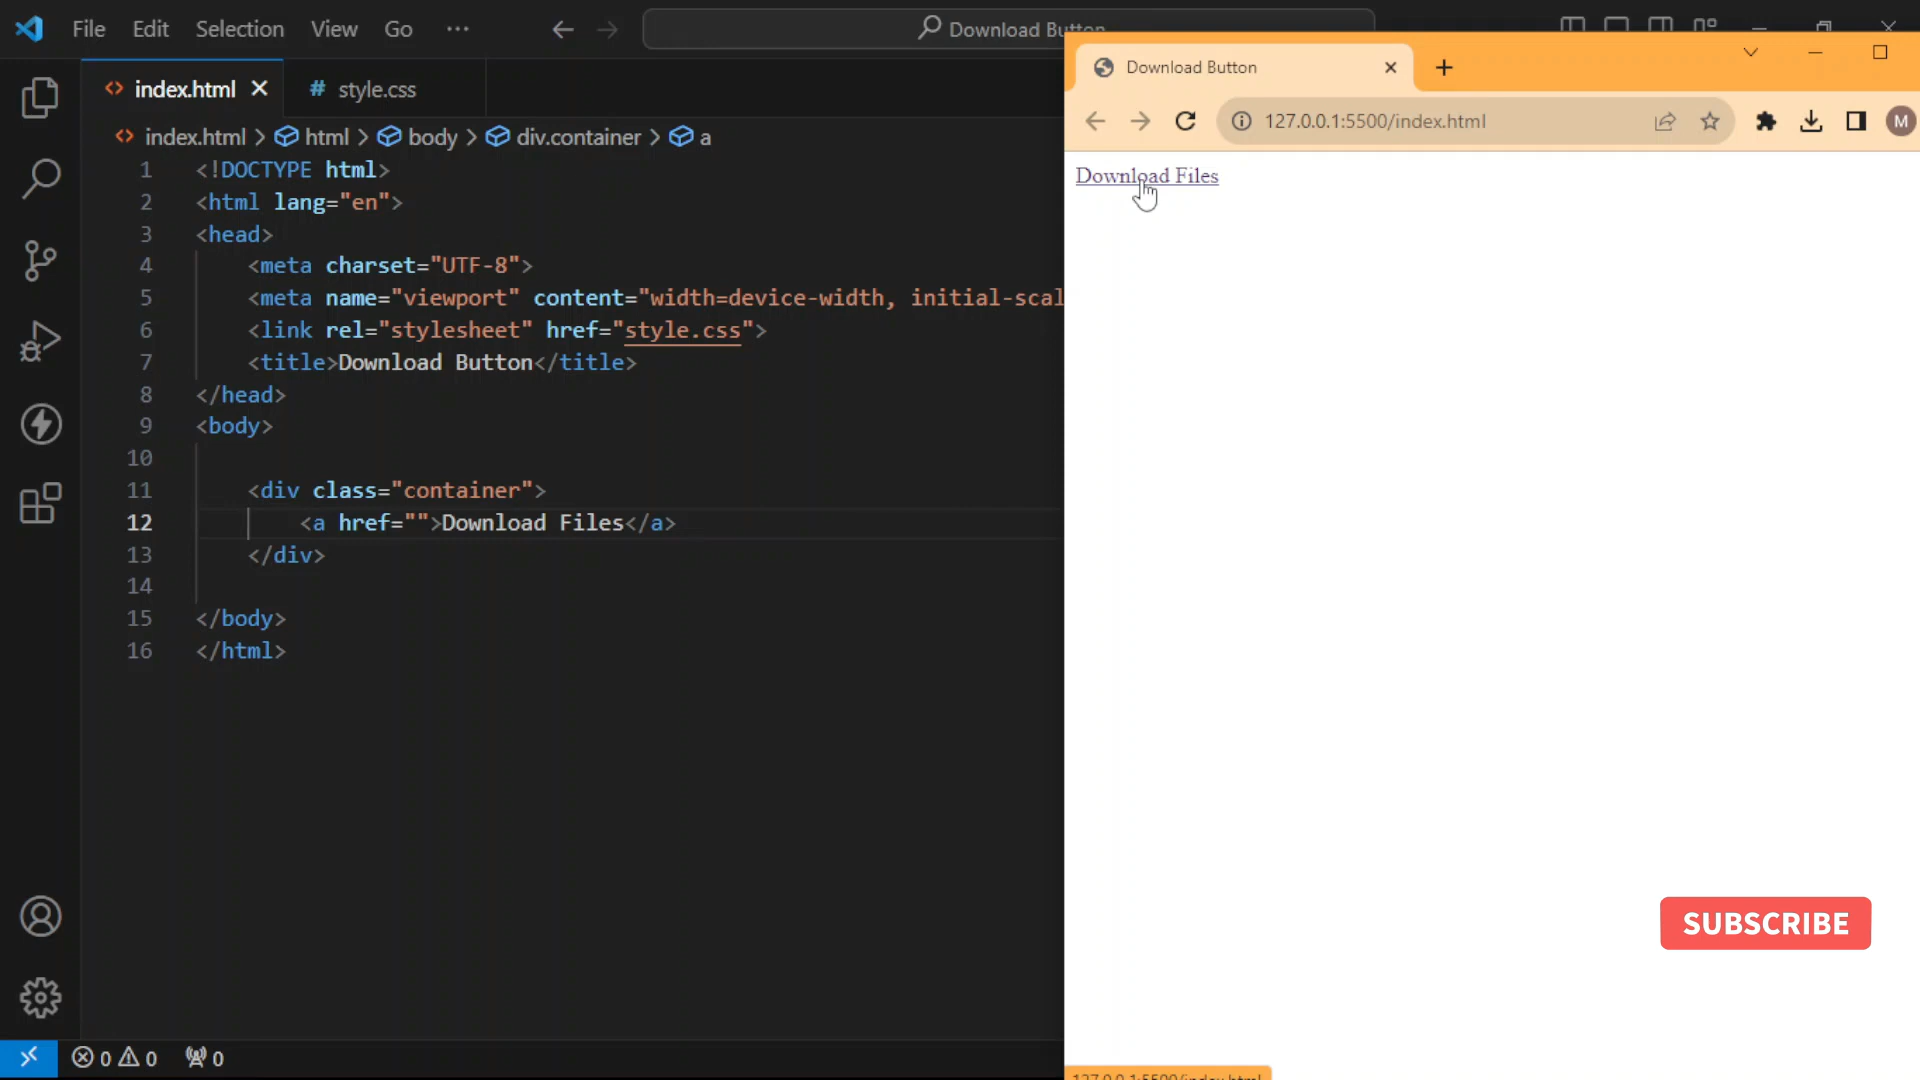 File Edit Selection View Go ···
Download Button
index.html
# style.css
index.html > html > body > div.container > a
1 <!DOCTYPE html>
2 <html lang="en">
3 <head>
4 <meta charset="UTF-8">
5 <meta name="viewport" content="width=device-width, initial-scal
6 <link rel="stylesheet" href="style.css">
7 <title>Download Button</title>
8 </head>
9 <body>
10
11 <div class="container">
12 <a href="">Download Files</a>
13 </div>
14
15 </body>
16 </html>
0 0 0
Download Button
127.0.0.1:5500/index.html
M
Download Files
SUBSCRIBE
127.0.0.1:5500/index.html